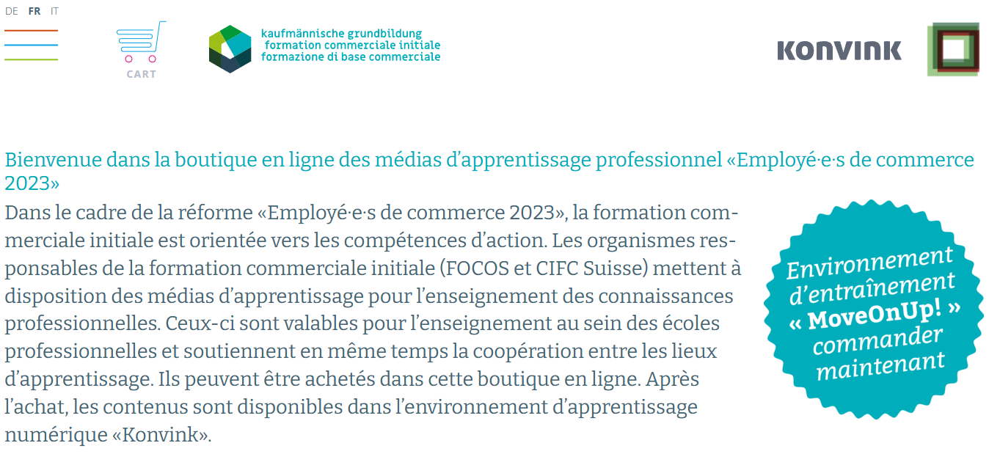 DE FR IT
CART
kaufmännische grundbildung
formation commerciale initiale
formazione di base commerciale
KONVINK
Bienvenue dans la boutique en ligne des médias d’apprentissage professionnel «Employé·e·s de commerce
2023»
Dans le cadre de la réforme «Employé·e·s de commerce 2023», la formation com-
merciale initiale est orientée vers les compétences d’action. Les organismes res-
ponsables de la formation commerciale initiale (FOCOS et CIFC Suisse) mettent à
disposition des médias d’apprentissage pour l’enseignement des connaissances
professionnelles. Ceux-ci sont valables pour l’enseignement au sein des écoles
professionnelles et soutiennent en même temps la coopération entre les lieux
d’apprentissage. Ils peuvent être achetés dans cette boutique en ligne. Après
l’achat, les contenus sont disponibles dans l’environnement d’apprentissage
numérique «Konvink».
Environnement
d’entraînement
« MoveOnUp! »
commander
maintenant